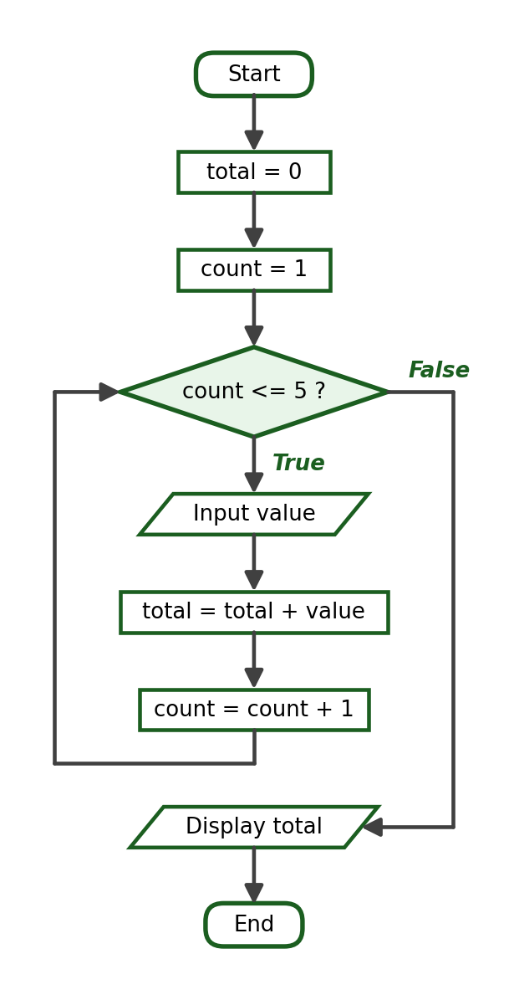 Start
total = 0
count = 1
count <= 5 ?
False
True
Input value
total = total + value
count = count + 1
Display total
End